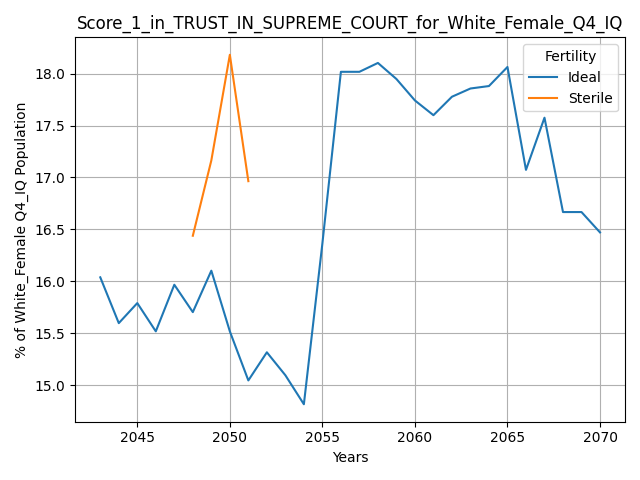 Score_1_in_TRUST_IN_SUPREME_COURT_for_White_Female_Q4_IQ
Fertility
Ideal
Sterile
% of White_Female Q4_IQ Population
18.0
17.5
17.0
16.5
16.0
15.5
15.0
2045 2050 2055 2060 2065 2070
Years